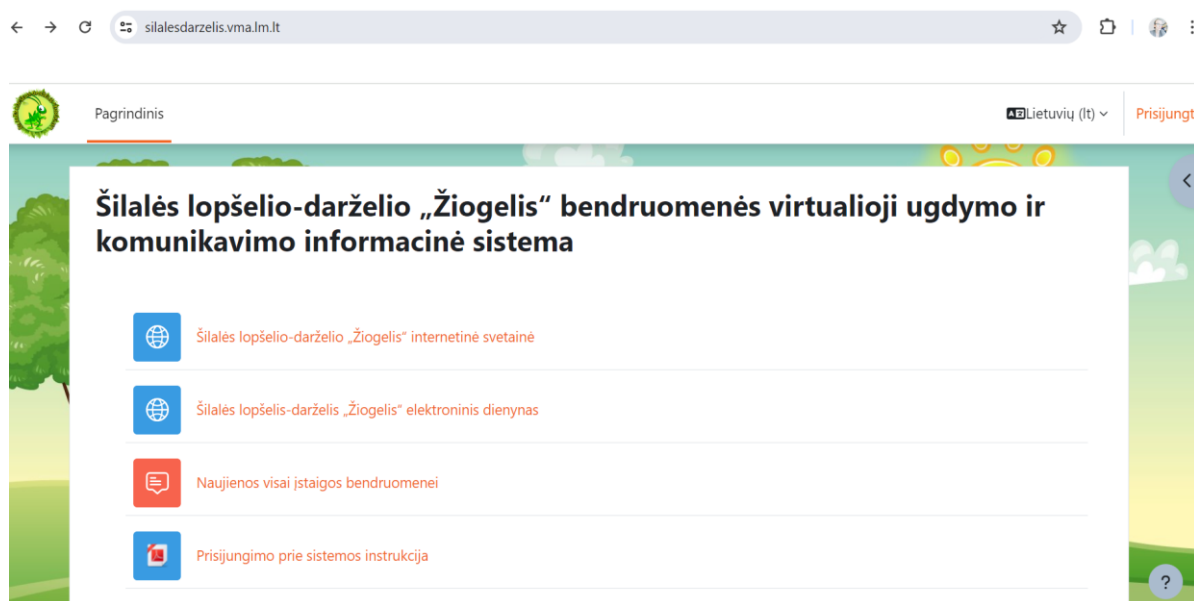 silalesdarzelis.vma.lm.lt
Pagrindinis
Lietuvių ‎(lt)‎
Prisijungt
Šilalės lopšelio-darželio „Žiogelis“ bendruomenės virtualioji ugdymo ir
komunikavimo informacinė sistema
Šilalės lopšelio-darželio „Žiogelis“ internetinė svetainė
Šilalės lopšelis-darželis „Žiogelis“ elektroninis dienynas
Naujienos visai įstaigos bendruomenei
Prisijungimo prie sistemos instrukcija
?